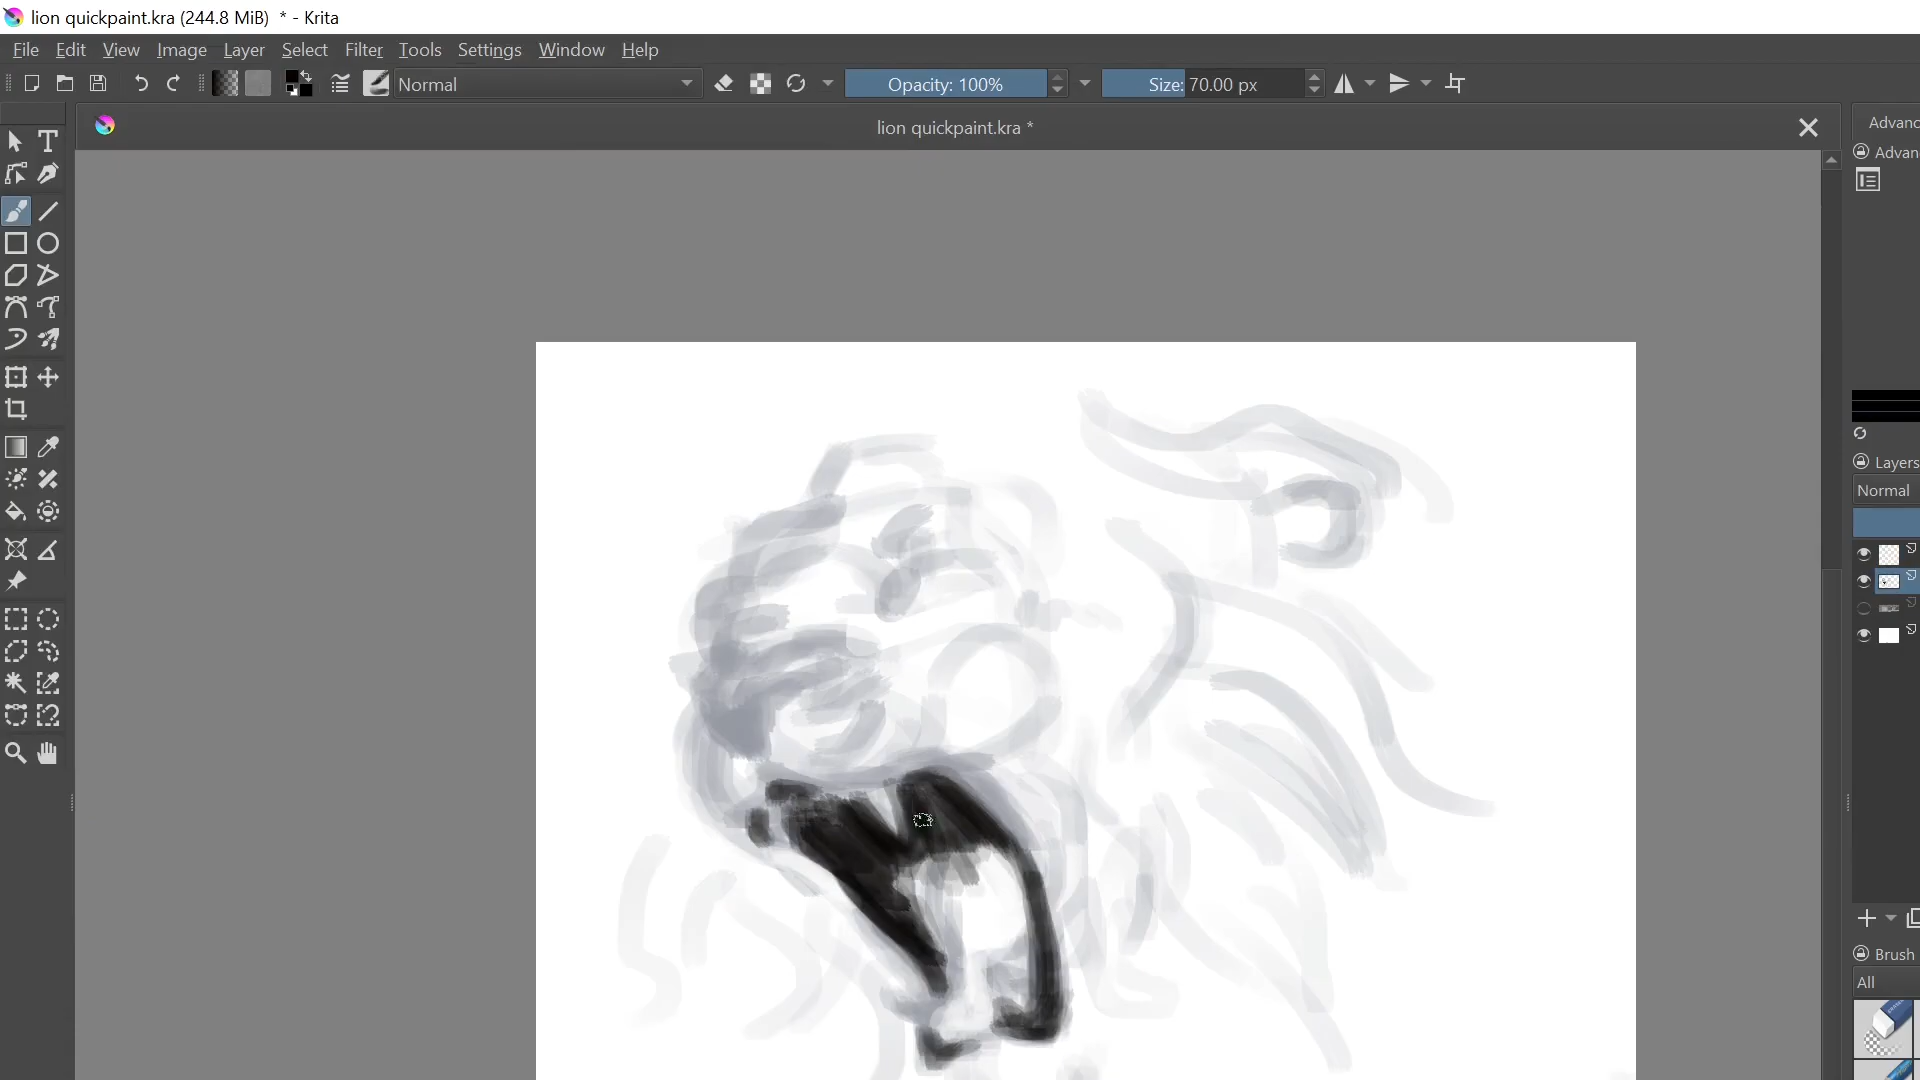 lion quickpaint.kra (244.8 MiB) * - Krita
File Edit View Image Layer Select Filter Tools Settings Window Help
Normal Opacity: 100% Size: 70.00 px
lion quickpaint.kra *
Advanc
Advan
Layers
Normal
Brush
All